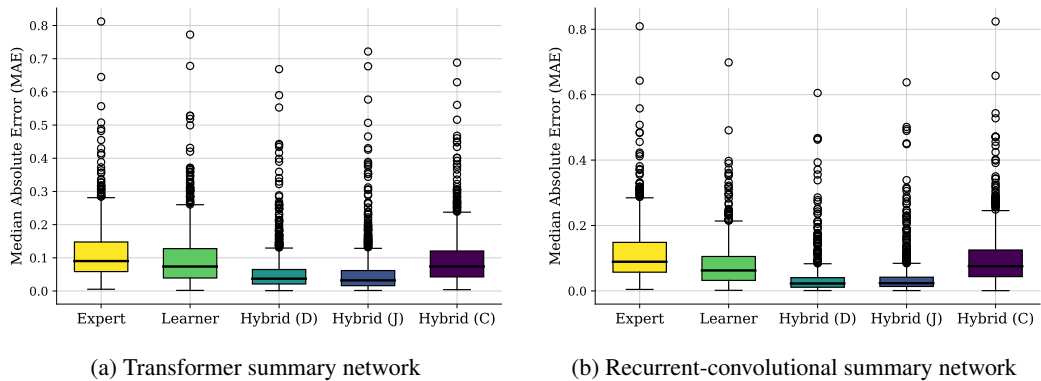 Median Absolute Error (MAE)
0.8
0.7
0.6
0.5
0.4
0.3
0.2
0.1
0.0
Expert Learner Hybrid (D) Hybrid (J) Hybrid (C)
(a) Transformer summary network
Median Absolute Error (MAE)
0.8
0.6
0.4
0.2
0.0
Expert Learner Hybrid (D) Hybrid (J) Hybrid (C)
(b) Recurrent-convolutional summary network